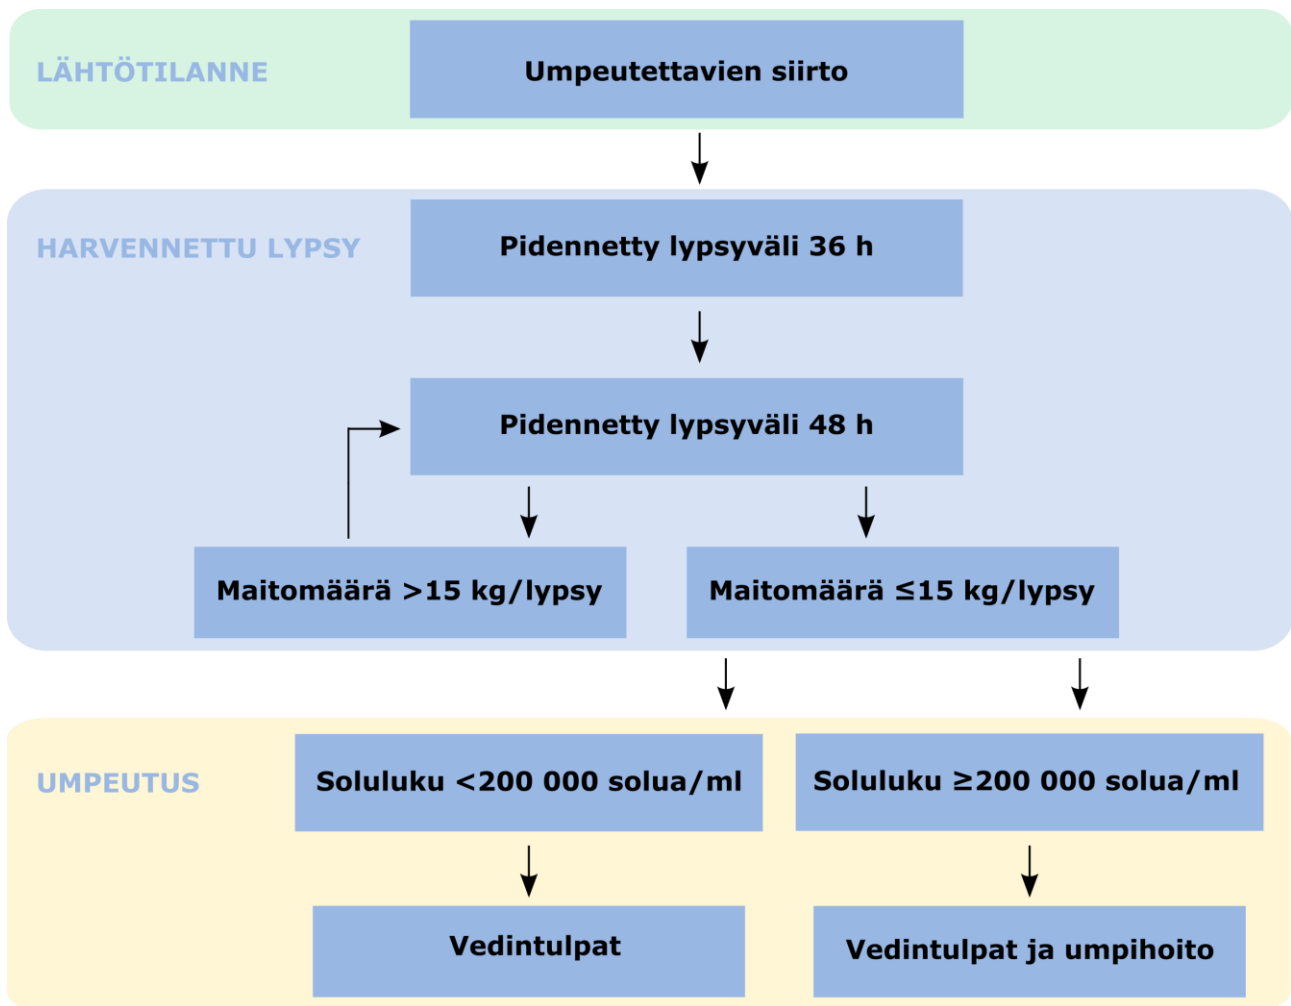 LÄHTÖTILANNE
Umpeutettavien siirto
HARVENNETTU LYPSY
Pidennetty lypsyväli 36 h
Pidennetty lypsyväli 48 h
Maitomäärä >15 kg/lypsy
Maitomäärä ≤15 kg/lypsy
UMPEUTUS
Soluluku <200 000 solua/ml
Soluluku ≥200 000 solua/ml
Vedintulpat
Vedintulpat ja umpihoito